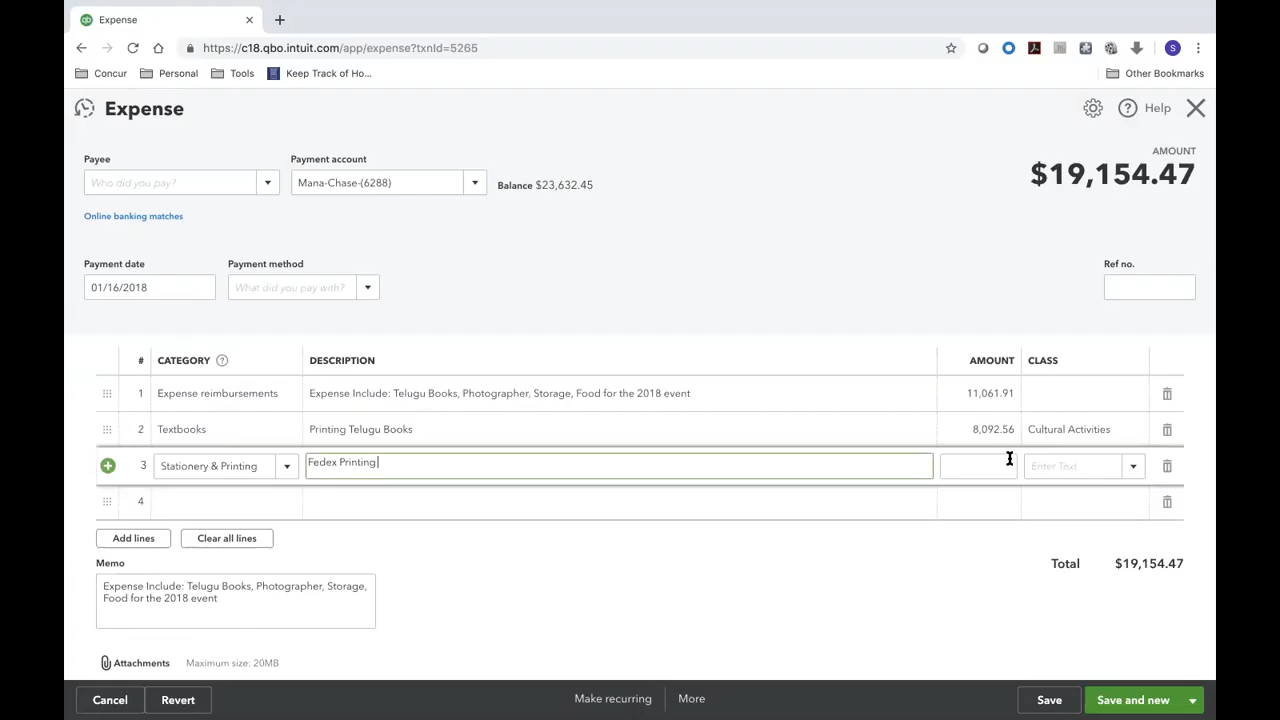 Expense
https://c18.qbo.intuit.com/app/expense?txnId=5265
S
Concur Personal Tools Keep Track of Ho... Other Bookmarks
Expense
Help
AMOUNT
$19,154.47
Payee Payment account
Who did you pay? Mana-Chase-(6288) Balance $23,632.45
Online banking matches
Payment date Payment method Ref no.
01/16/2018 What did you pay with?
# CATEGORY ? DESCRIPTION AMOUNT CLASS
1 Expense reimbursements Expense Include: Telugu Books, Photographer, Storage, Food for the 2018 event 11,061.91
2 Textbooks Printing Telugu Books 8,092.56 Cultural Activities
3 Stationery & Printing Fedex Printing Enter Text
4
Add lines Clear all lines
Memo Total $19,154.47
Expense Include: Telugu Books, Photographer, Storage,
Food for the 2018 event
Attachments Maximum size: 20MB
Cancel Revert Make recurring More Save Save and new